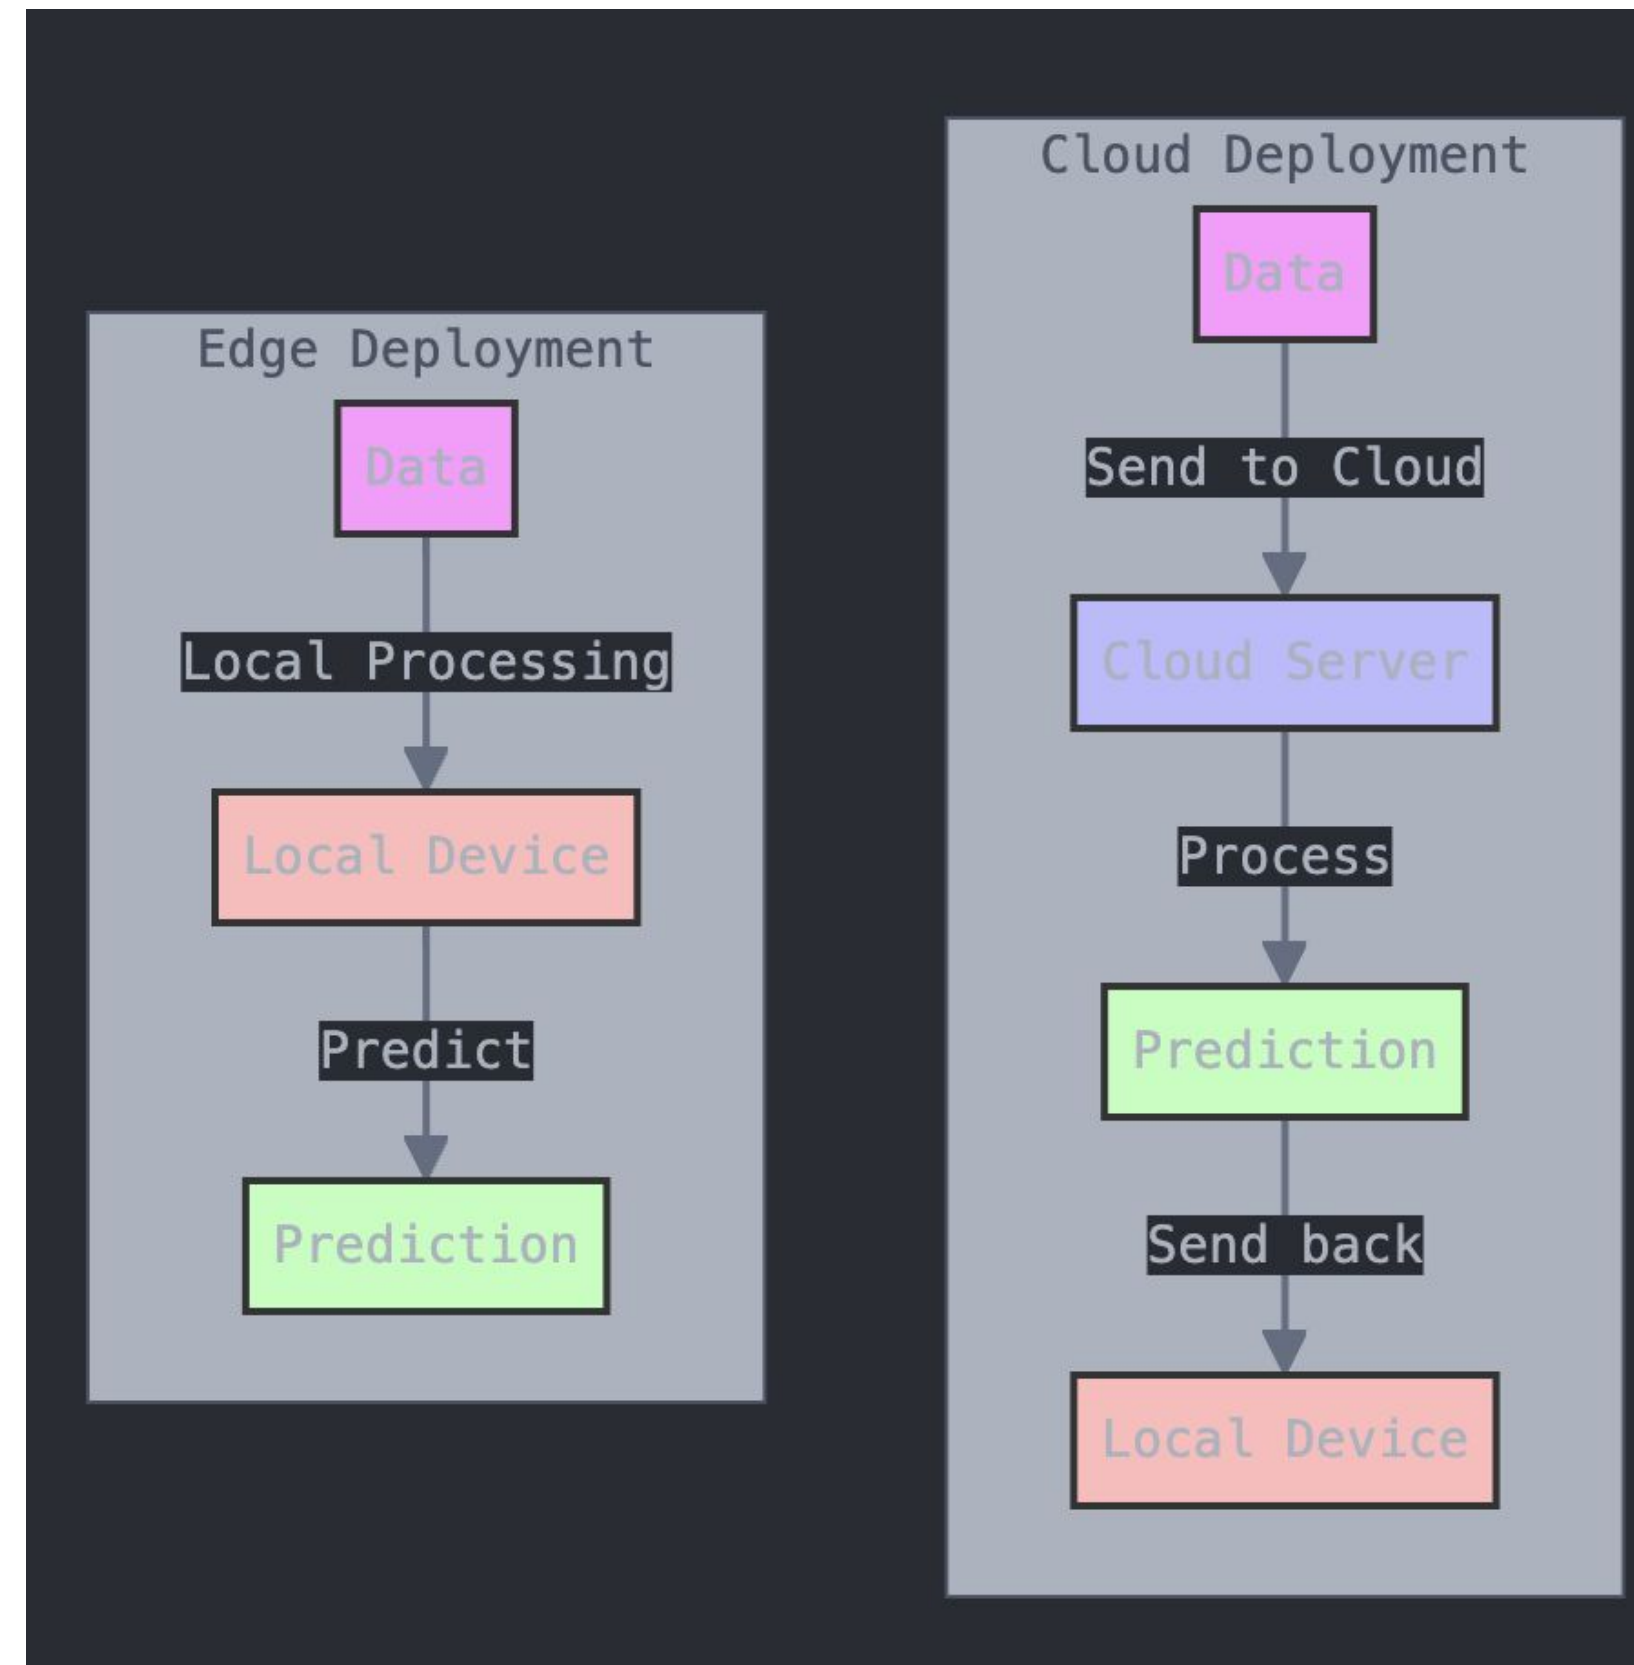 Edge Deployment
Data
Local Processing
Local Device
Predict
Prediction
Cloud Deployment
Data
Send to Cloud
Cloud Server
Process
Prediction
Send back
Local Device